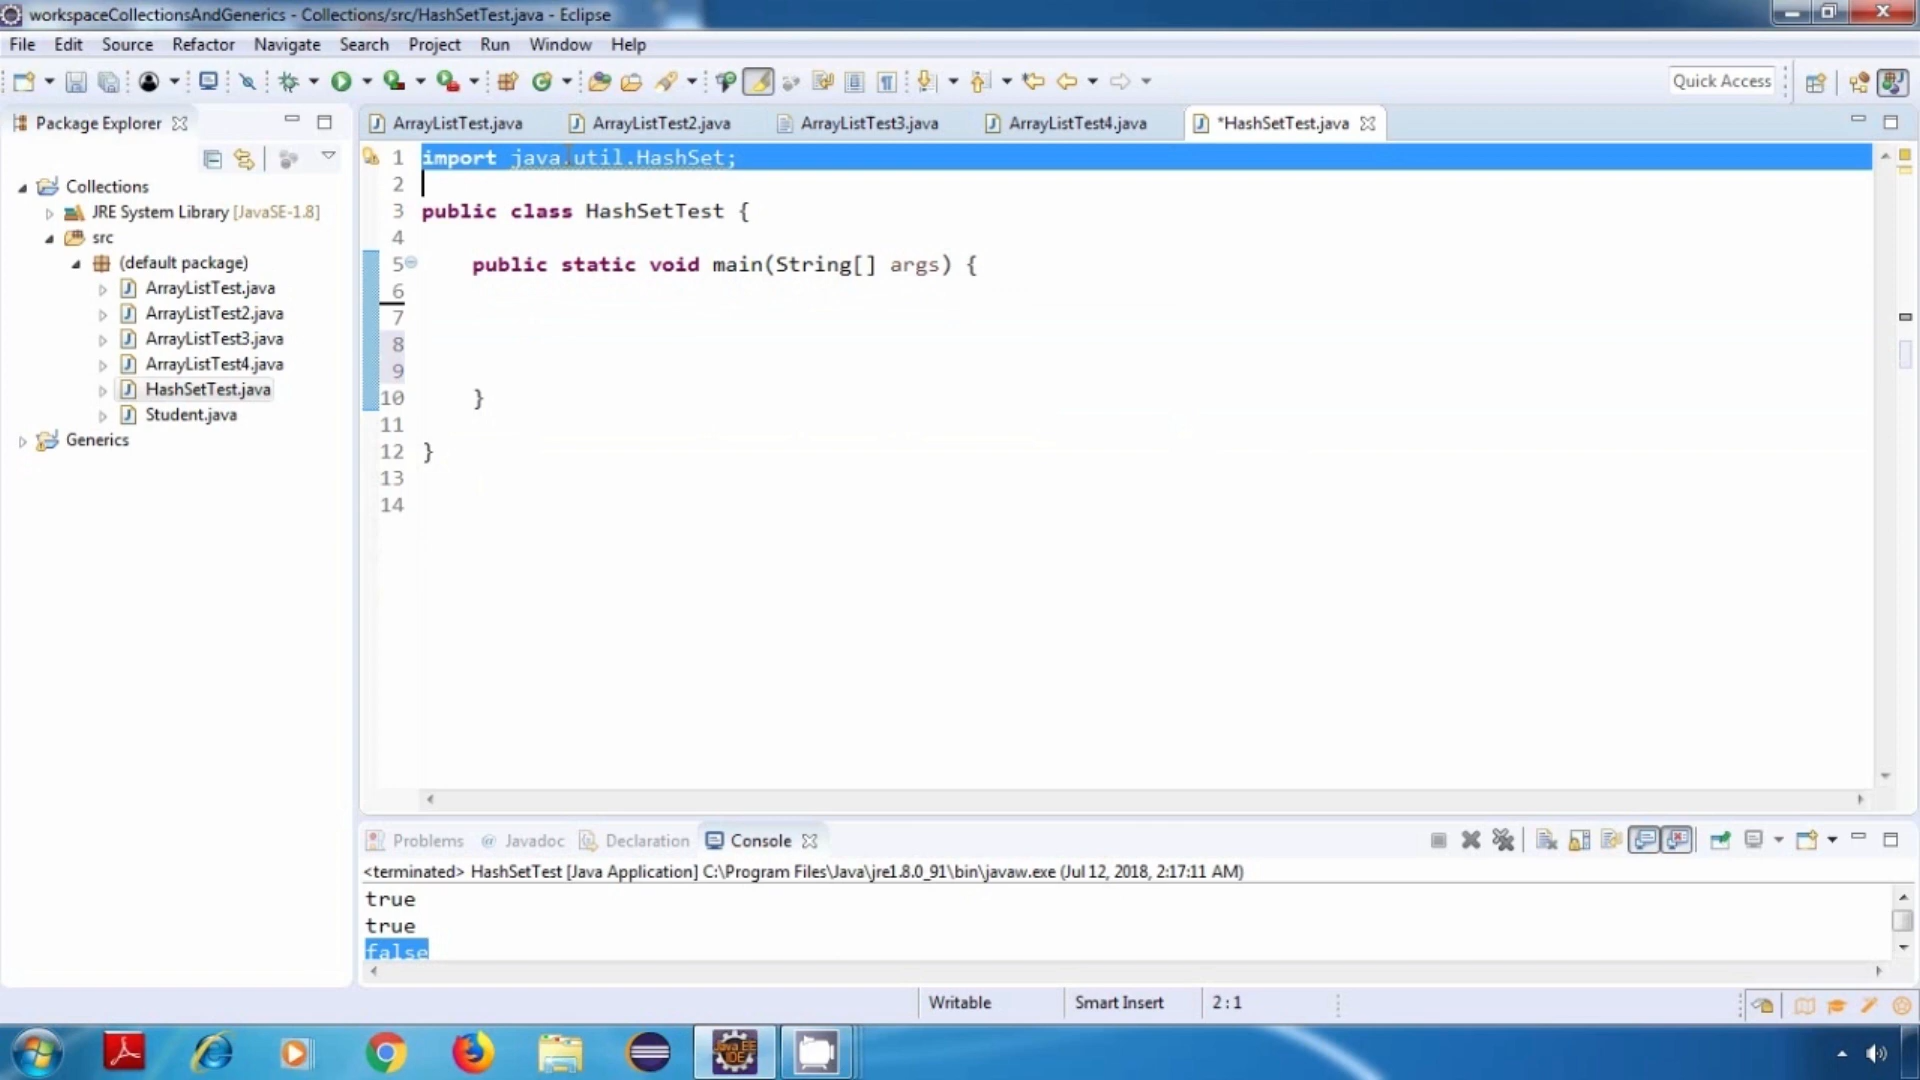 workspaceCollectionsAndGenerics - Collections/src/HashSetTest.java - Eclipse
File Edit Source Refactor Navigate Search Project Run Window Help
Quick Access
Package Explorer
ArrayListTest.java ArrayListTest2.java ArrayListTest3.java ArrayListTest4.java *HashSetTest.java
Collections
JRE System Library [JavaSE-1.8]
src
(default package)
ArrayListTest.java
ArrayListTest2.java
ArrayListTest3.java
ArrayListTest4.java
HashSetTest.java
Student.java
Generics
1 import java.util.HashSet;
2
3 public class HashSetTest {
4
5 public static void main(String[] args) {
6
7
8
9
10 }
11
12 }
13
14
Problems @ Javadoc Declaration Console
<terminated> HashSetTest [Java Application] C:\Program Files\Java\jre1.8.0_91\bin\javaw.exe (Jul 12, 2018, 2:17:11 AM)
true
true
false
Writable Smart Insert 2 : 1
Java EE
IDE